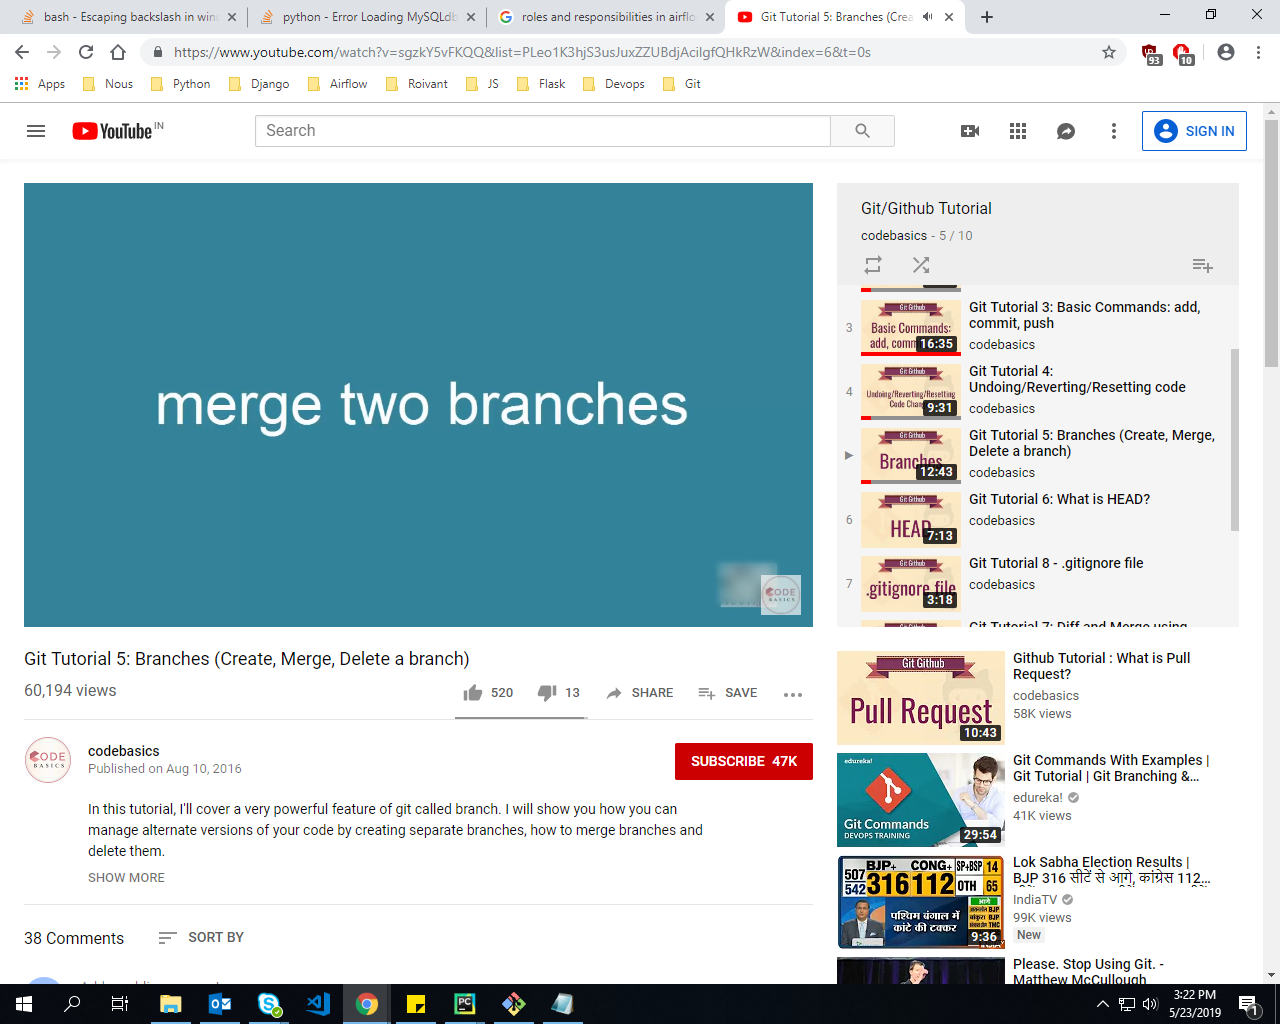 bash - Escaping backslash in win
python - Error Loading MySQLdb
roles and responsibilities in airflo
Git Tutorial 5: Branches (Crea
https://www.youtube.com/watch?v=sgzkY5vFKQQ&list=PLeo1K3hjS3usJuxZZUBdjAcilgfQHkRzW&index=6&t=0s
93
10
Apps
Nous
Python
Django
Airflow
Roivant
JS
Flask
Devops
Git
YouTube IN
Search
SIGN IN
merge two branches
CODE
BASICS
Git/Github Tutorial
codebasics - 5 / 10
3
Git Github
Basic Commands:
add, comm
16:35
Git Tutorial 3: Basic Commands: add,
commit, push
codebasics
4
Git Github
Undoing/Reverting/Resetting
Code Chan
9:31
Git Tutorial 4:
Undoing/Reverting/Resetting code
codebasics
Git Github
Branches
12:43
Git Tutorial 5: Branches (Create, Merge,
Delete a branch)
codebasics
6
Git Github
HEAD
7:13
Git Tutorial 6: What is HEAD?
codebasics
7
Git Github
.gitignore file
3:18
Git Tutorial 8 - .gitignore file
codebasics
Git Tutorial 7: Diff and Merge using
Git Tutorial 5: Branches (Create, Merge, Delete a branch)
60,194 views
520
13
SHARE
SAVE
CODE
BASICS
codebasics
Published on Aug 10, 2016
SUBSCRIBE 47K
In this tutorial, I'll cover a very powerful feature of git called branch. I will show you how you can
manage alternate versions of your code by creating separate branches, how to merge branches and
delete them.
SHOW MORE
38 Comments
SORT BY
Git Github
Pull Request
10:43
Github Tutorial : What is Pull
Request?
codebasics
58K views
edureka!
Git Commands
DEVOPS TRAINING
29:54
Git Commands With Examples |
Git Tutorial | Git Branching &...
edureka!
41K views
507
542
BJP+
316
CONG+
112
SP+BSP 14
OTH 65
आगे
पश्चिम बंगाल में
कांटे की टक्कर
9:36
Lok Sabha Election Results |
BJP 316 सीटें से आगे, कांग्रेस 112...
IndiaTV
99K views
New
Please. Stop Using Git. -
Matthew McCullough
3:22 PM
5/23/2019
1